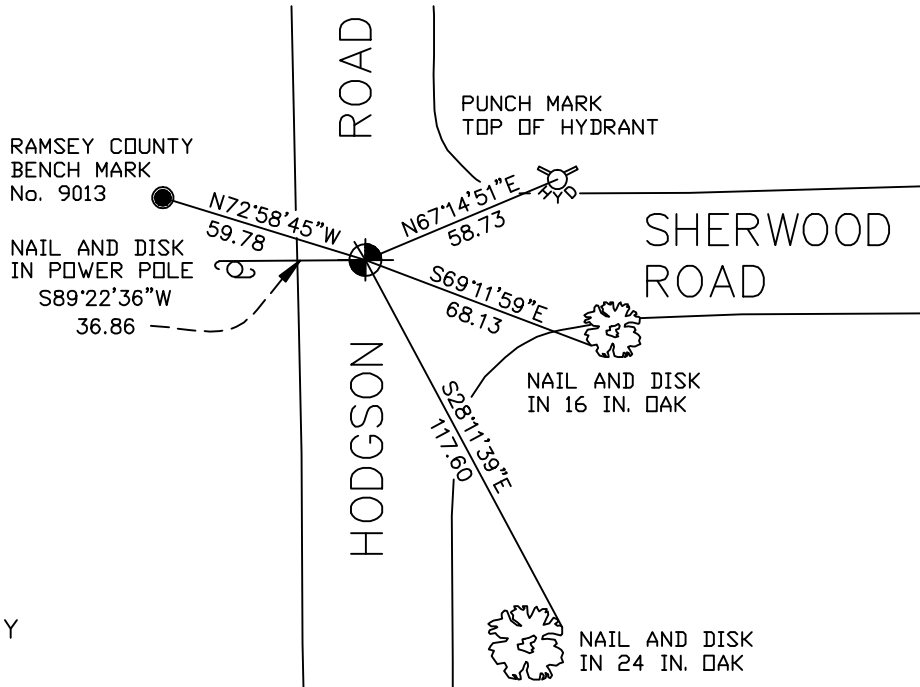 ROAD
PUNCH MARK
TOP OF HYDRANT
RAMSEY COUNTY
BENCH MARK
No. 9013
N72°58'45"W
59.78
N67°14'51"E
58.73
HYD
SHERWOOD
ROAD
NAIL AND DISK
IN POWER POLE
S89°22'36"W
36.86
S69°11'59"E
68.13
HODGSON
NAIL AND DISK
IN 16 IN. OAK
S28°11'39"E
117.60
NAIL AND DISK
IN 24 IN. OAK
Y